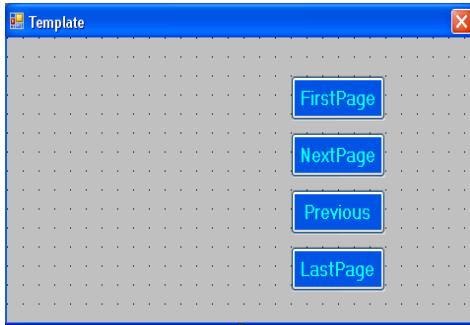 Template
FirstPage
NextPage
Previous
LastPage